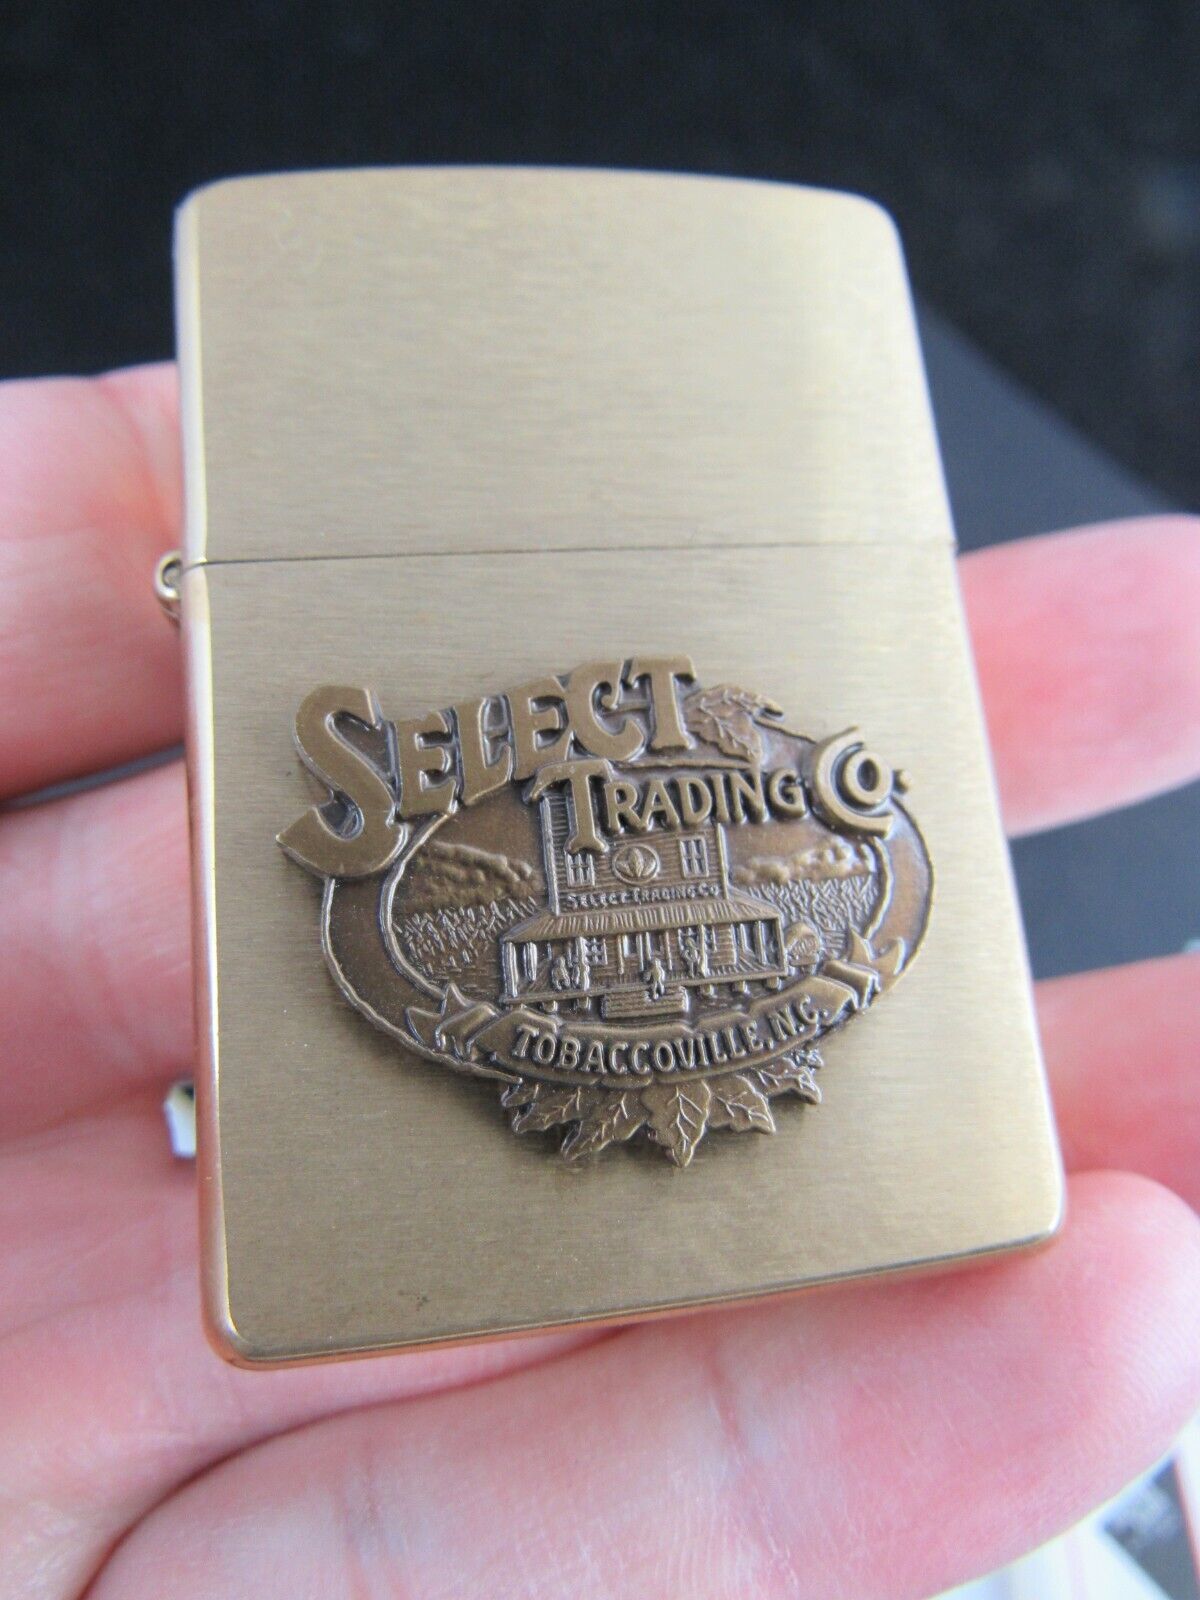 SELECT
TRADING CO.
SELECT TRADING CO
TOBACCOVILLE, N.C.